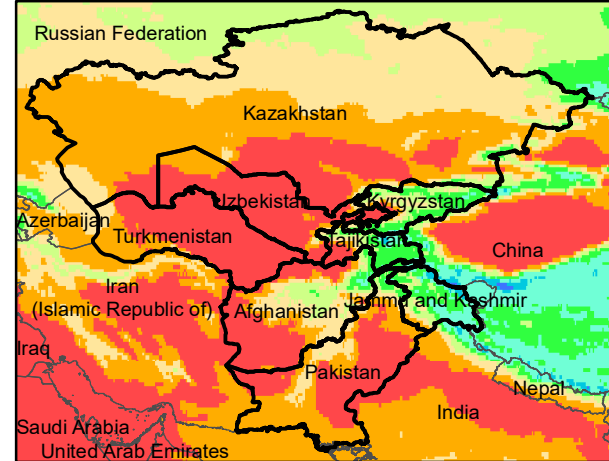 Russian Federation
Kazakhstan
Izbekistan
Kyrgyzstan
Azerbaijan
Turkmenistan
Tajikistan
China
Iran
(Islamic Republic of)
Afghanistan
Jammu and Kashmir
Iraq
Pakistan
Nepal
India
Saudi Arabia
United Arab Emirates